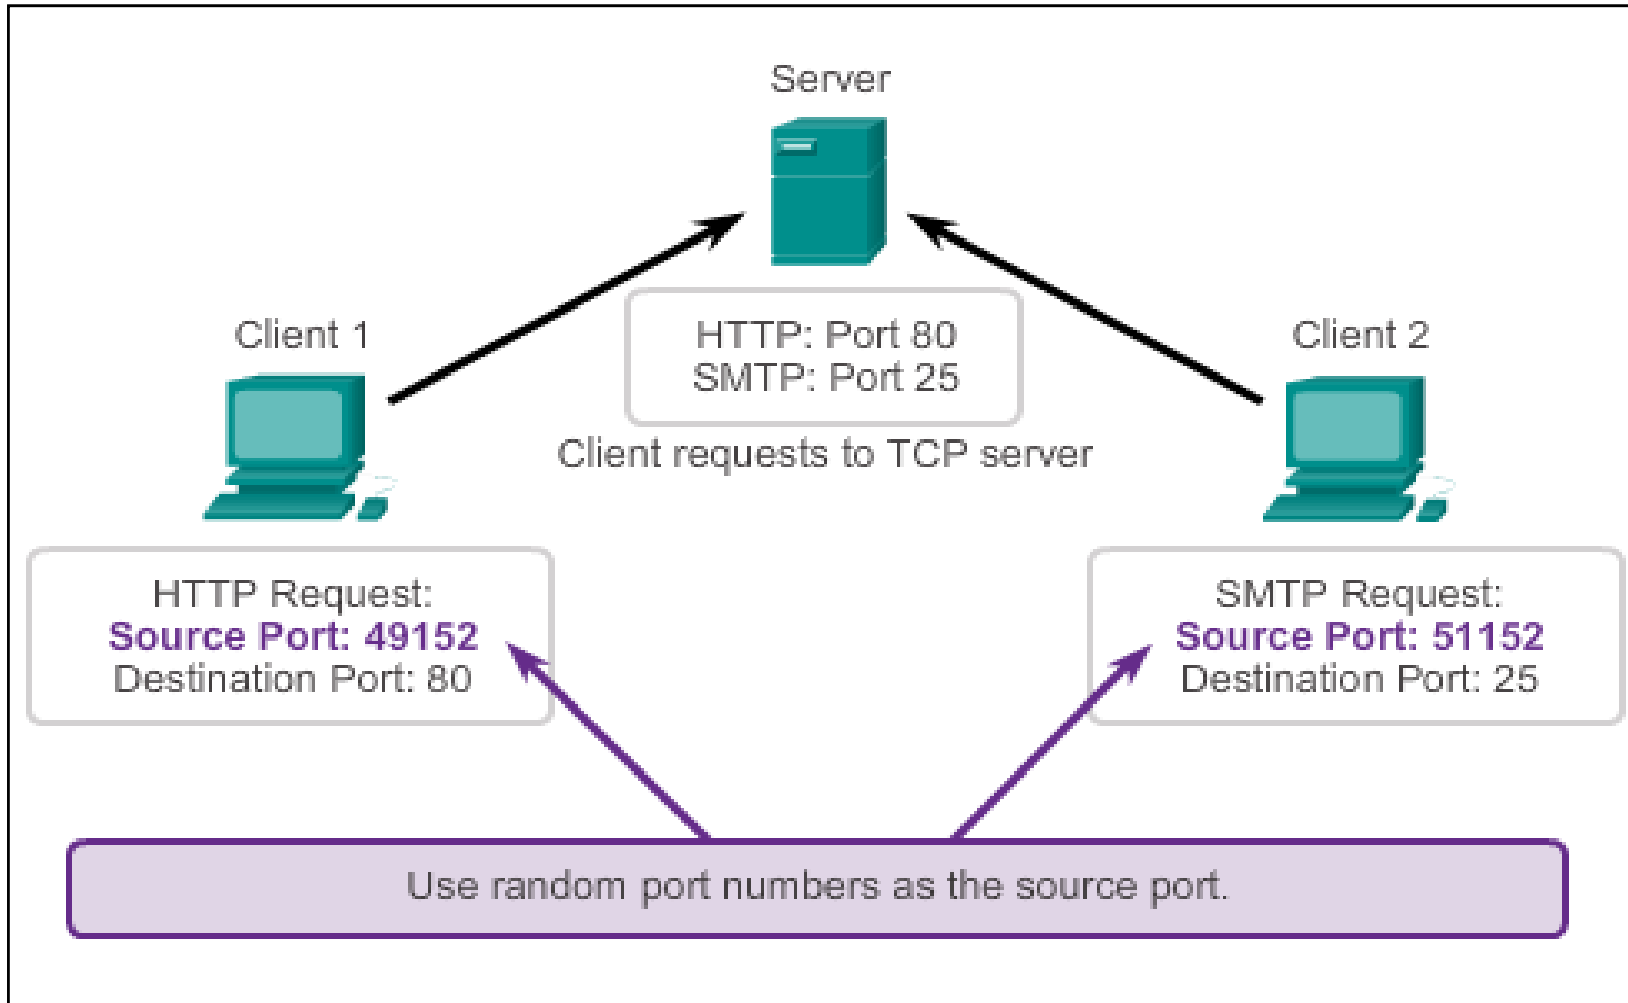 Server
Client 1
HTTP: Port 80
SMTP: Port 25
Client 2
Client requests to TCP server
HTTP Request:
Source Port: 49152
Destination Port: 80
SMTP Request:
Source Port: 51152
Destination Port: 25
Use random port numbers as the source port.